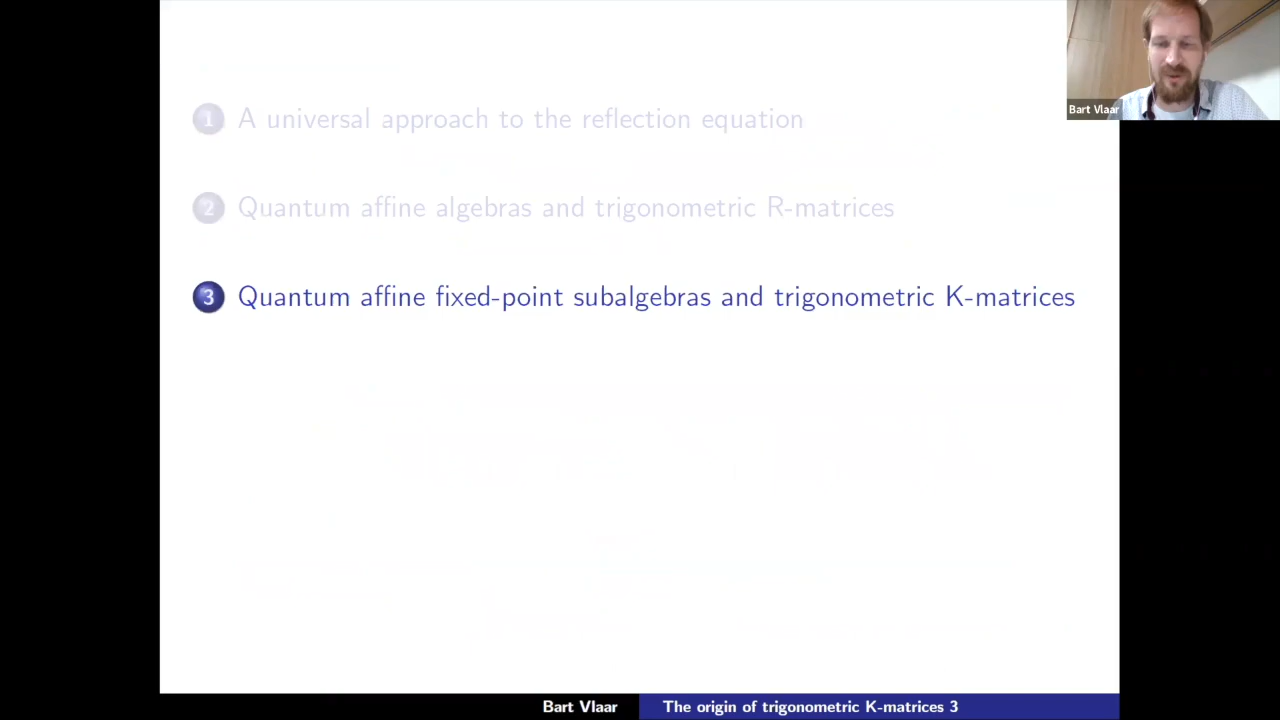 1 A universal approach to the reflection equation
2 Quantum affine algebras and trigonometric R-matrices
3 Quantum affine fixed-point subalgebras and trigonometric K-matrices
Bart Vlaar
Bart Vlaar The origin of trigonometric K-matrices 3